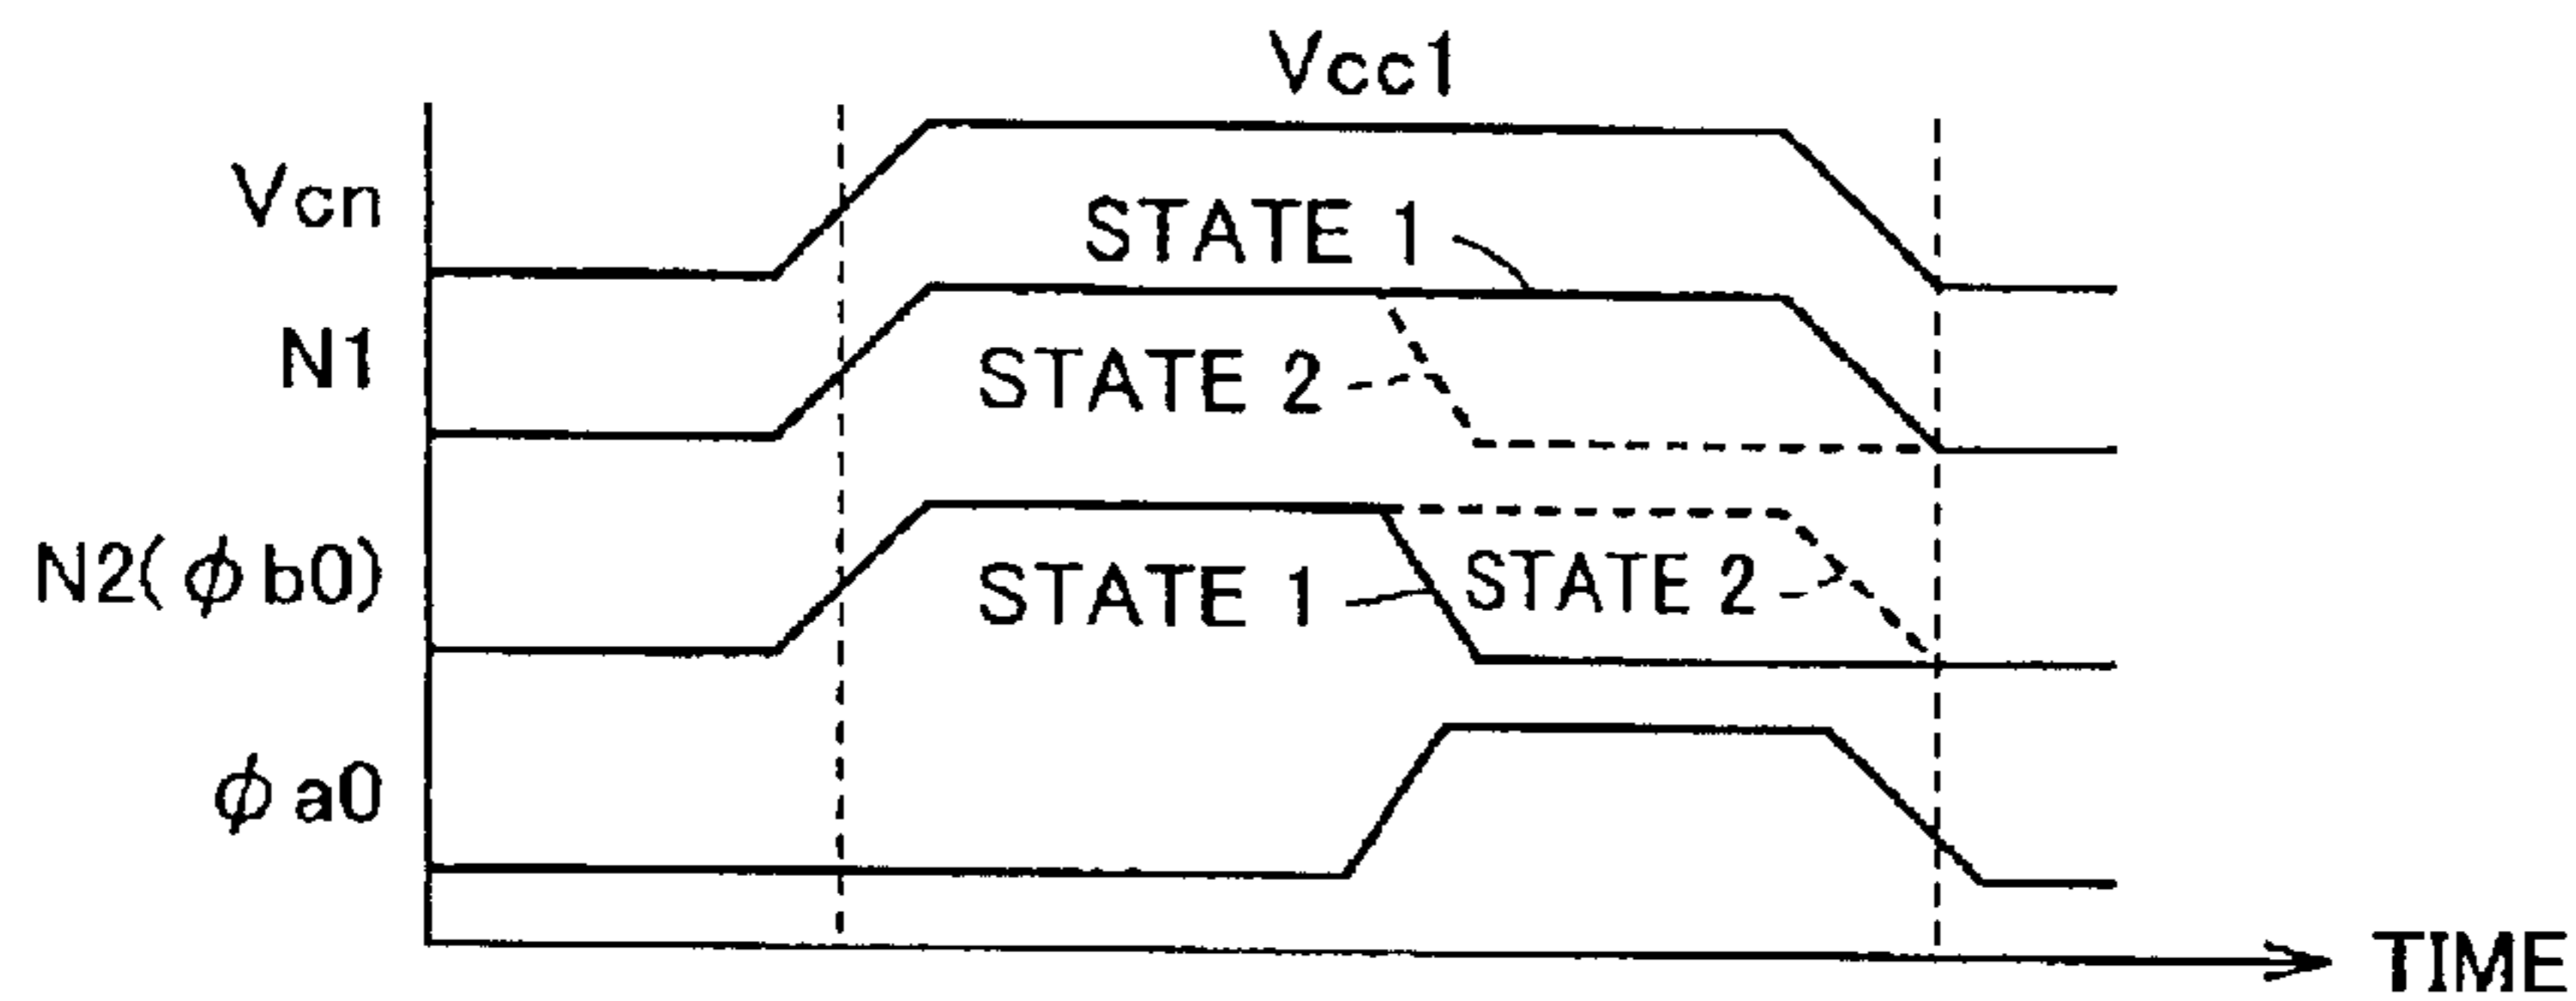 Vcc1
Vcn
STATE 1
N1
STATE 2
N2(φb0)
STATE 1
STATE 2
φa0
TIME